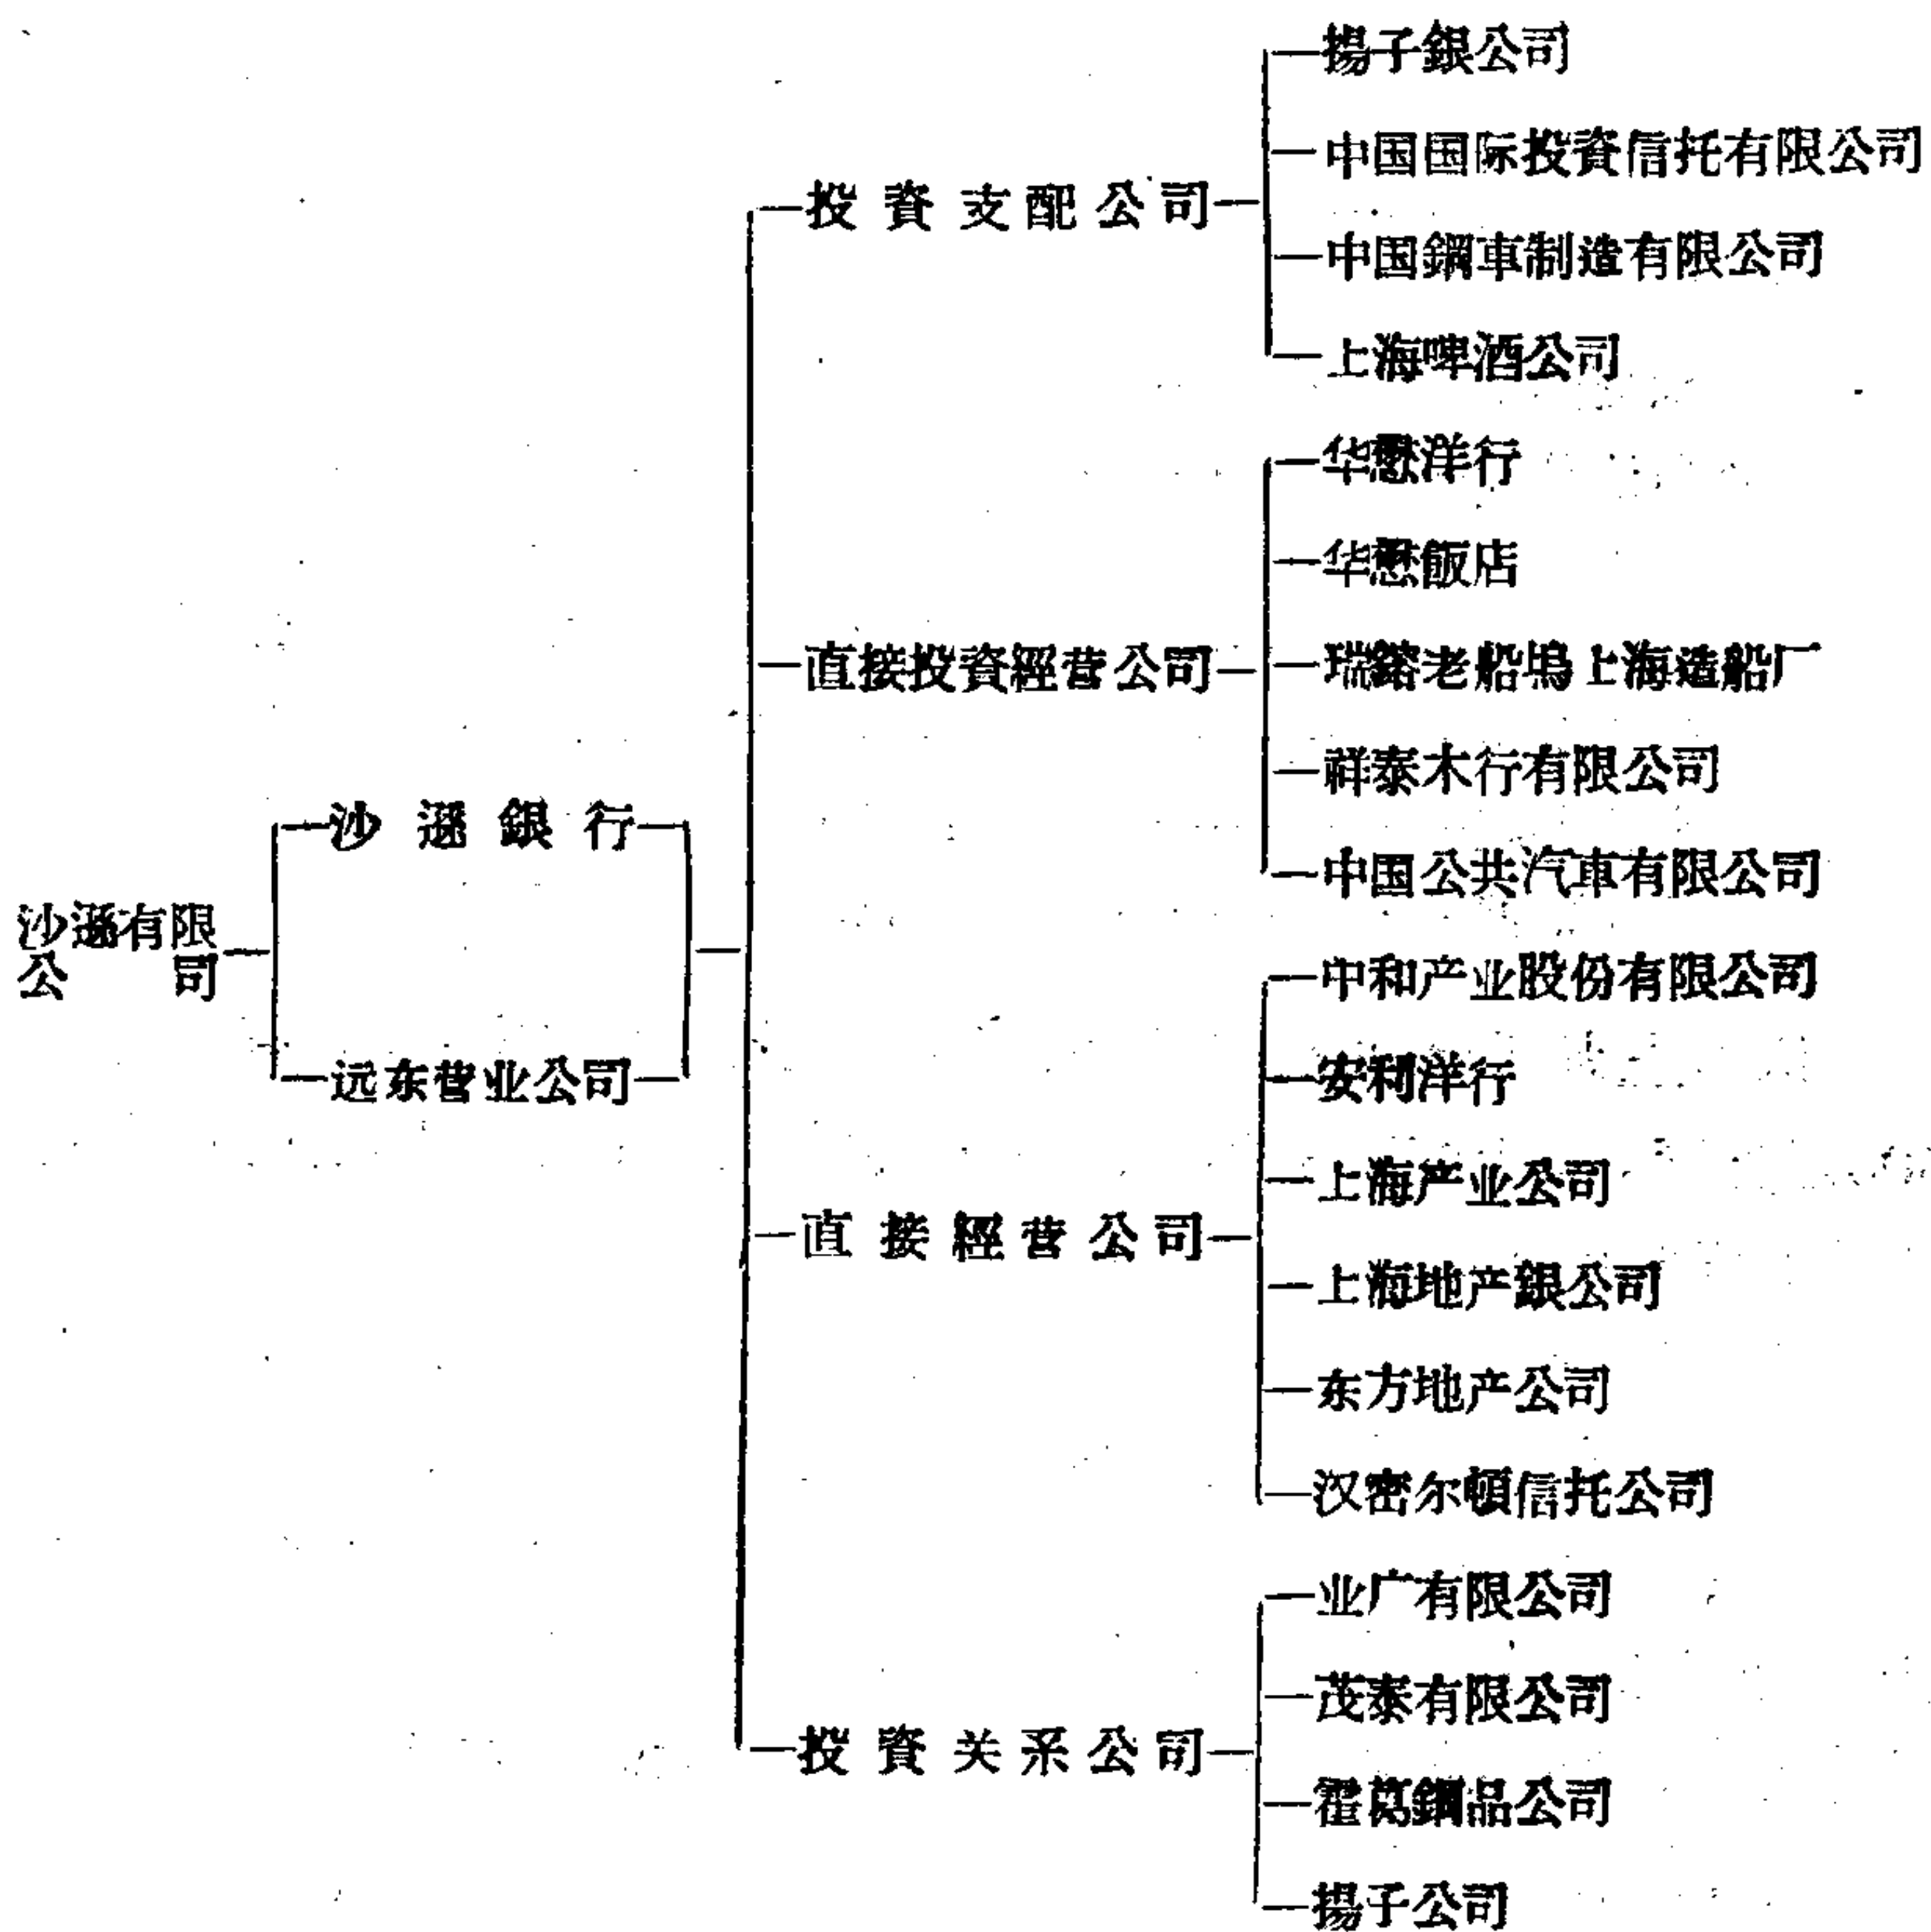 沙遜有限
公司
沙遜銀行
远东营业公司
投資支配公司
揚子銀公司
中国国际投資信托有限公司
中国鋼車制造有限公司
上海啤酒公司
直接投資經营公司
华懋洋行
华懋飯店
瑞鎔老船塢上海造船厂
祥泰木行有限公司
中国公共汽車有限公司
直接經营公司
中和产业股份有限公司
安利洋行
上海产业公司
上海地产銀公司
东方地产公司
汉密尔頓信托公司
投資关系公司
业广有限公司
茂泰有限公司
霍葛鋼品公司
揚子公司